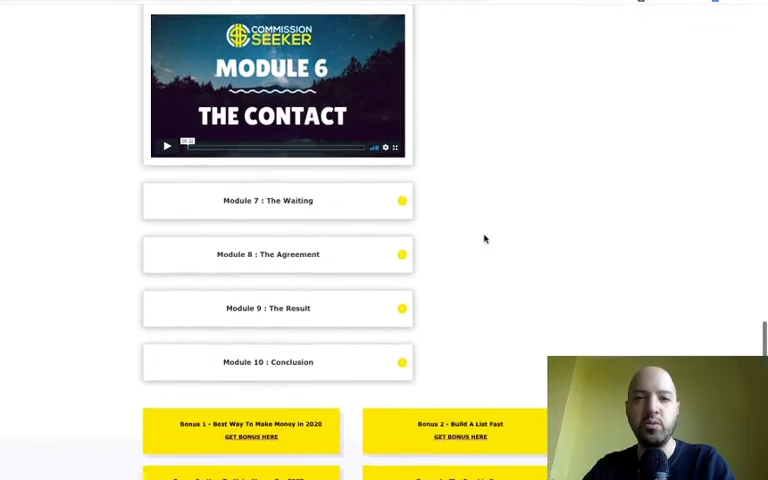 COMMISSION
SEEKER
MODULE 6
THE CONTACT
Module 7 : The Waiting
Module 8 : The Agreement
Module 9 : The Result
Module 10 : Conclusion
Bonus 1 - Best Way To Make Money in 2020
GET BONUS HERE
Bonus 2 - Build A List Fast
GET BONUS HERE